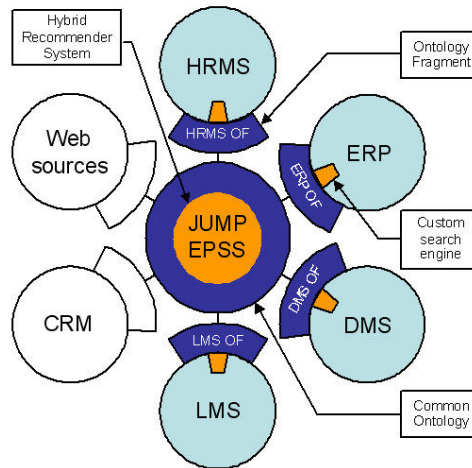 Hybrid
Recommender
System
HRMS
Ontology
Fragment
HRMS OF
Web
sources
ERP
ERP OF
JUMP
EPSS
Custom
search
engine
CRM
DMS OF
DMS
LMS OF
LMS
Common
Ontology